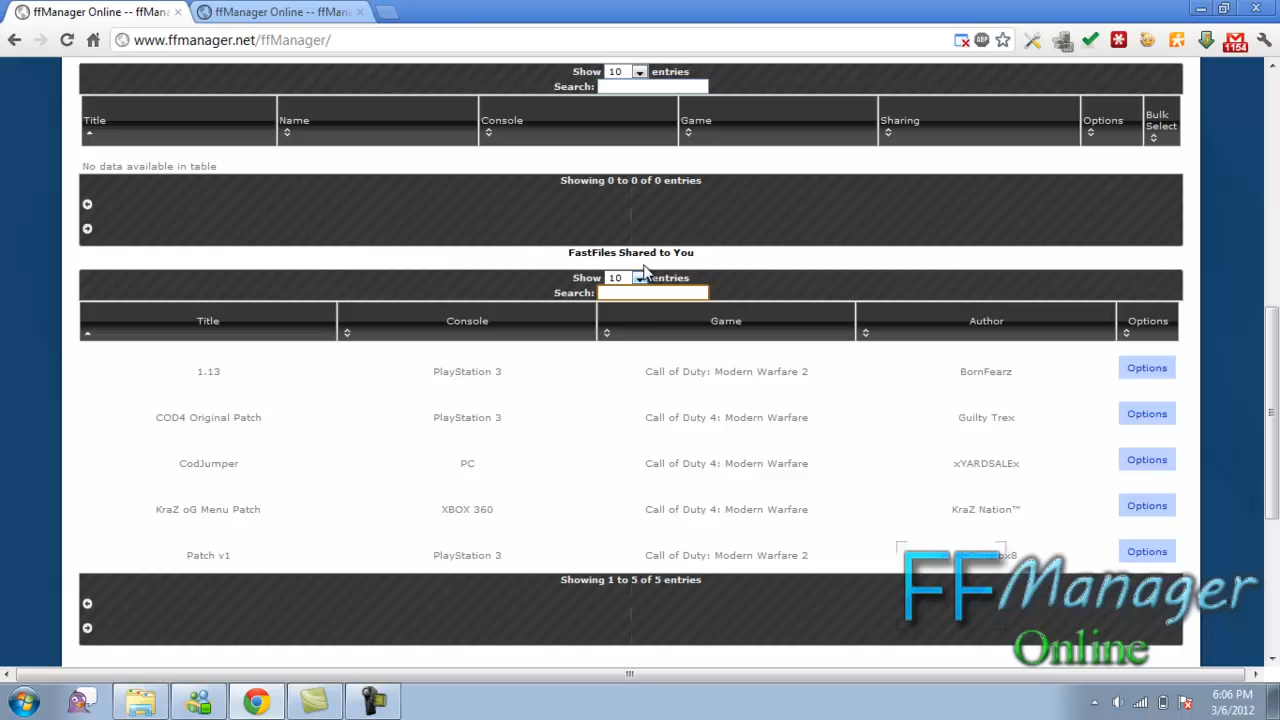 ffManager Online -- ffMan
ffManager Online -- ffMan
www.ffmanager.net/ffManager/
ABP
1154
Show 10 entries
Search:
Title Name Console Game Sharing Options Bulk Select
No data available in table
Showing 0 to 0 of 0 entries
FastFiles Shared to You
Show 10 entries
Search:
Title Console Game Author Options
1.13 PlayStation 3 Call of Duty: Modern Warfare 2 BornFearz Options
COD4 Original Patch PlayStation 3 Call of Duty 4: Modern Warfare Guilty Trex Options
CodJumper PC Call of Duty 4: Modern Warfare xYARDSALEx Options
KraZ oG Menu Patch XBOX 360 Call of Duty 4: Modern Warfare KraZ Nation™ Options
Patch v1 PlayStation 3 Call of Duty: Modern Warfare 2 Options
Showing 1 to 5 of 5 entries
FFManager
Online
6:06 PM
3/6/2012